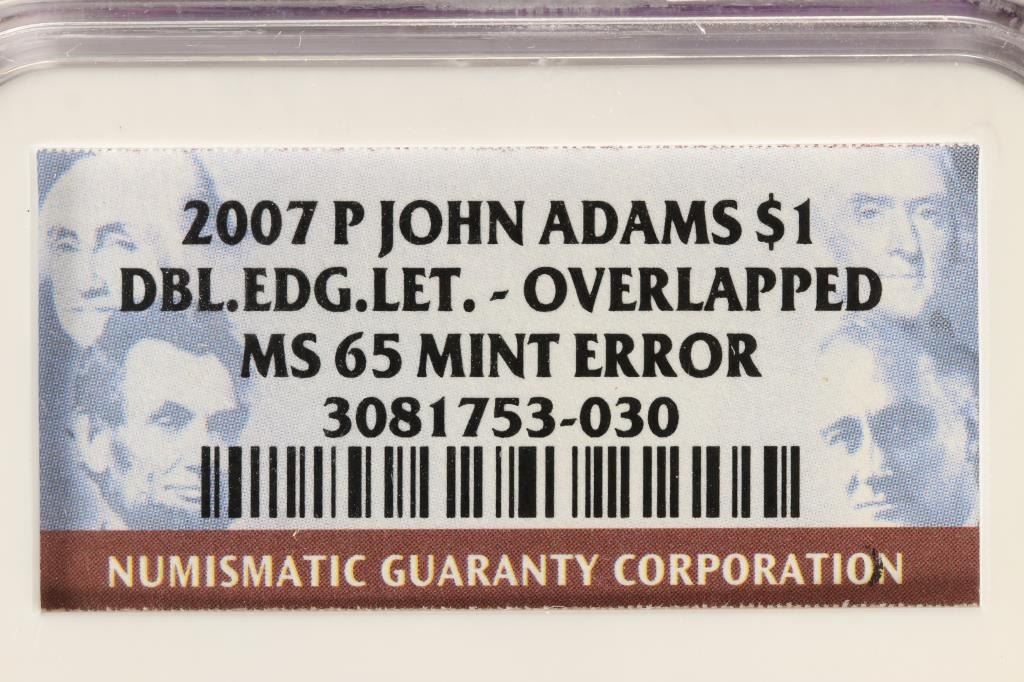 2007 P JOHN ADAMS $1
DBL.EDG.LET. - OVERLAPPED
MS 65 MINT ERROR
3081753-030
NUMISMATIC GUARANTY CORPORATION